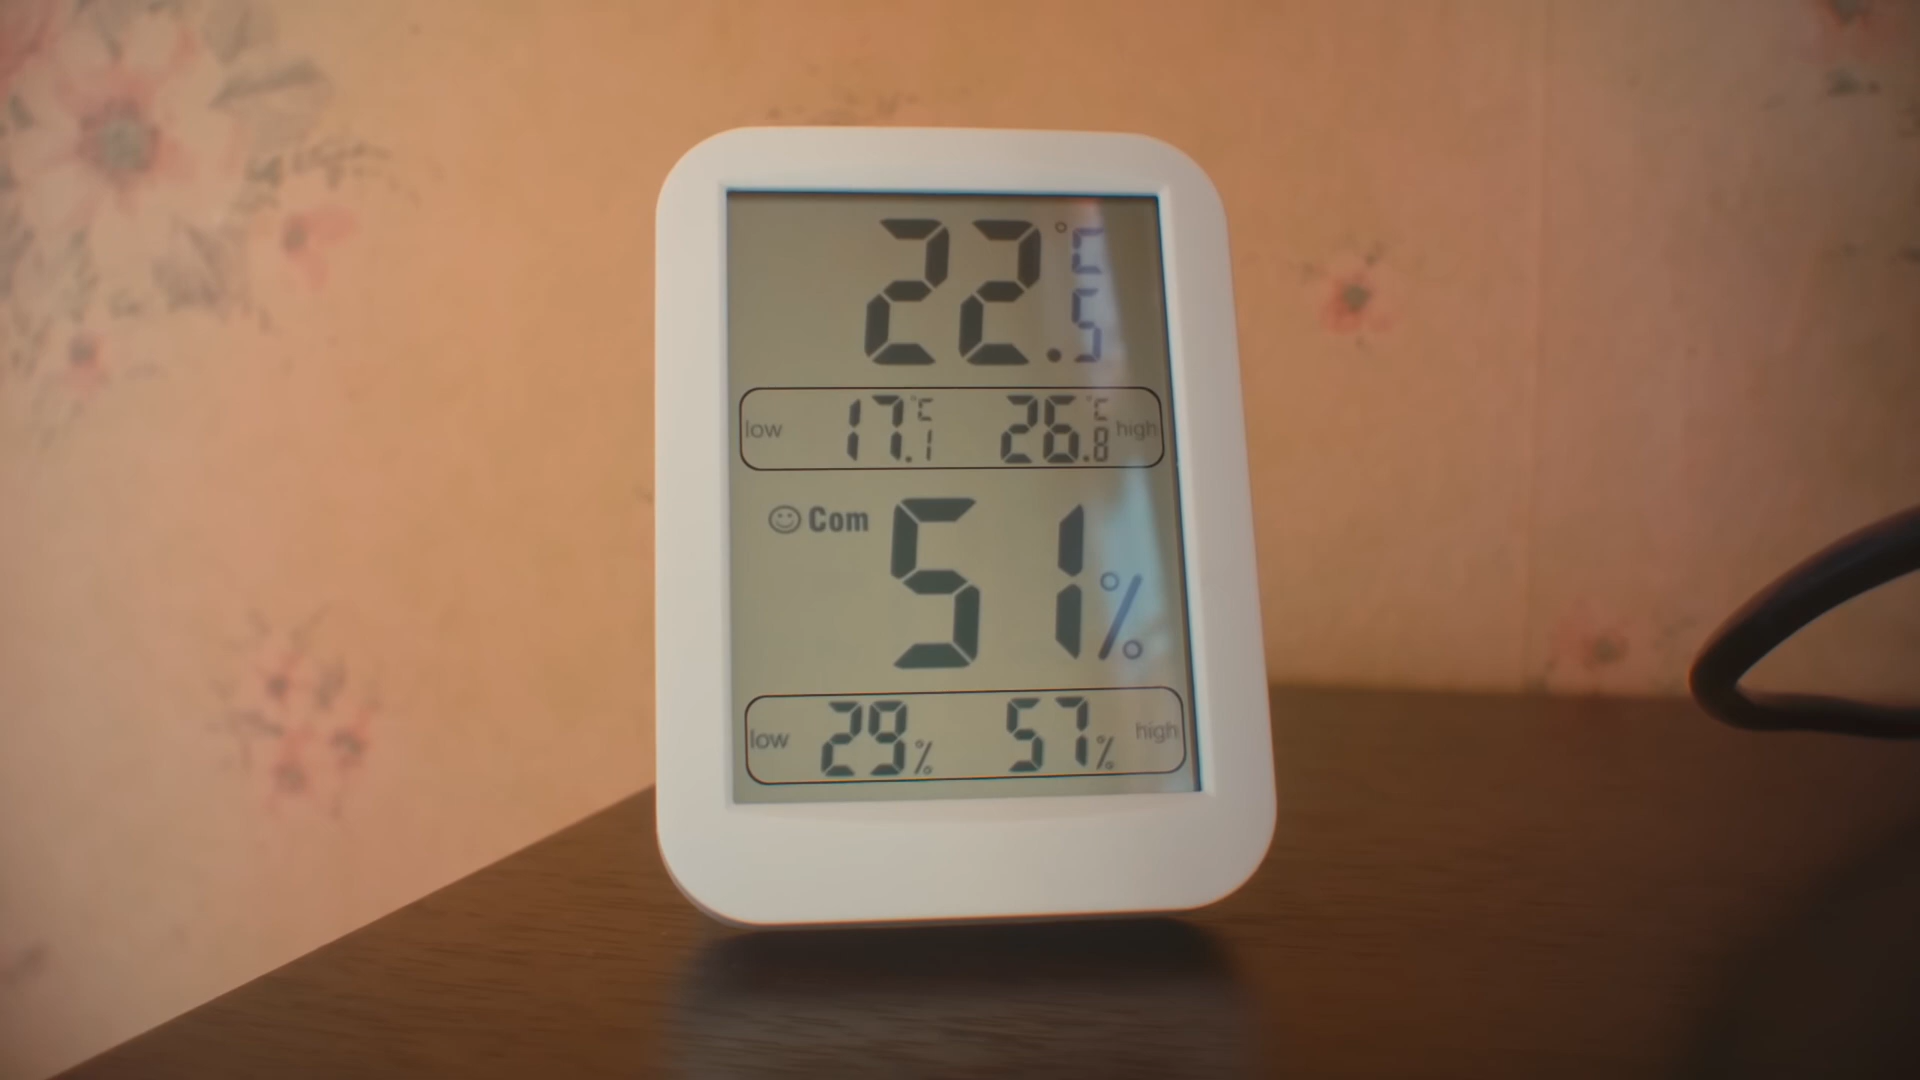 22.5°C
low 17.1°C 26.8°C high
Com 51%
low 29% 57% high